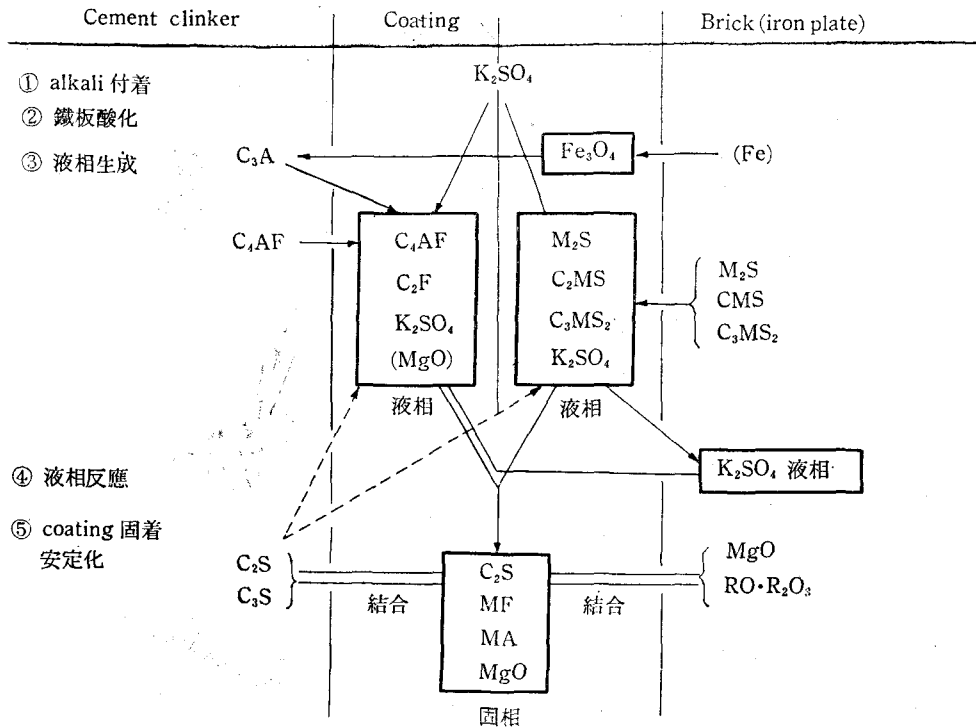 Cement clinker Coating Brick (iron plate)
① alkali 付着
② 鐵板酸化
③ 液相生成
④ 液相反應
⑤ coating 固着
安定化
K₂SO₄
C₃A
Fe₃O₄
(Fe)
C₄AF
C₄AF
C₂F
K₂SO₄
(MgO)
液相
M₂S
C₂MS
C₃MS₂
K₂SO₄
液相
M₂S
CMS
C₃MS₂
K₂SO₄ 液相
C₂S
C₃S
結合
C₂S
MF
MA
MgO
固相
結合
MgO
RO·R₂O₃